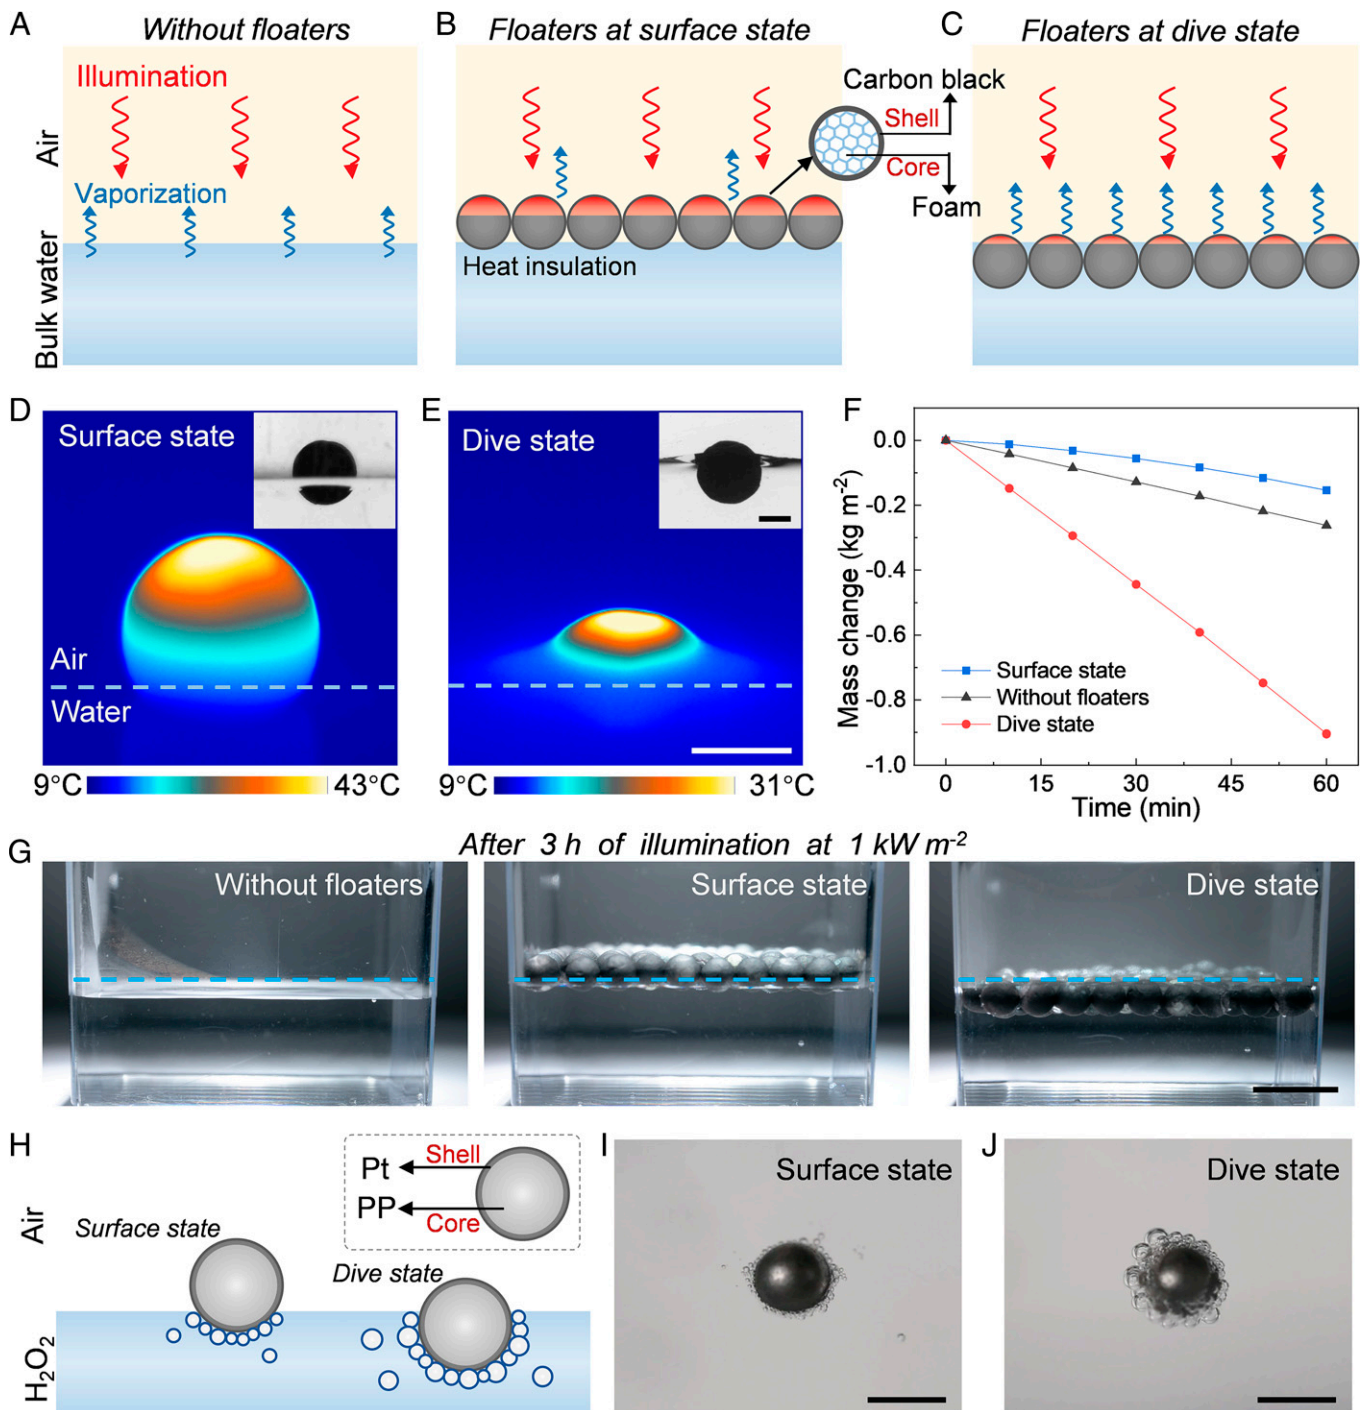 A
Without floaters
Illumination
Vaporization
Air
Bulk water
B
Floaters at surface state
Carbon black
Shell
Core
Foam
Heat insulation
C
Floaters at dive state
D
Surface state
Air
Water
9°C
43°C
E
Dive state
9°C
31°C
F
0.0
-0.2
-0.4
-0.6
-0.8
-1.0
Mass change (kg m⁻²)
Surface state
Without floaters
Dive state
0
15
30
45
60
Time (min)
G
After 3 h of illumination at 1 kW m⁻²
Without floaters
Surface state
Dive state
H
Shell
Pt
PP
Core
Surface state
Dive state
Air
H₂O₂
I
Surface state
J
Dive state